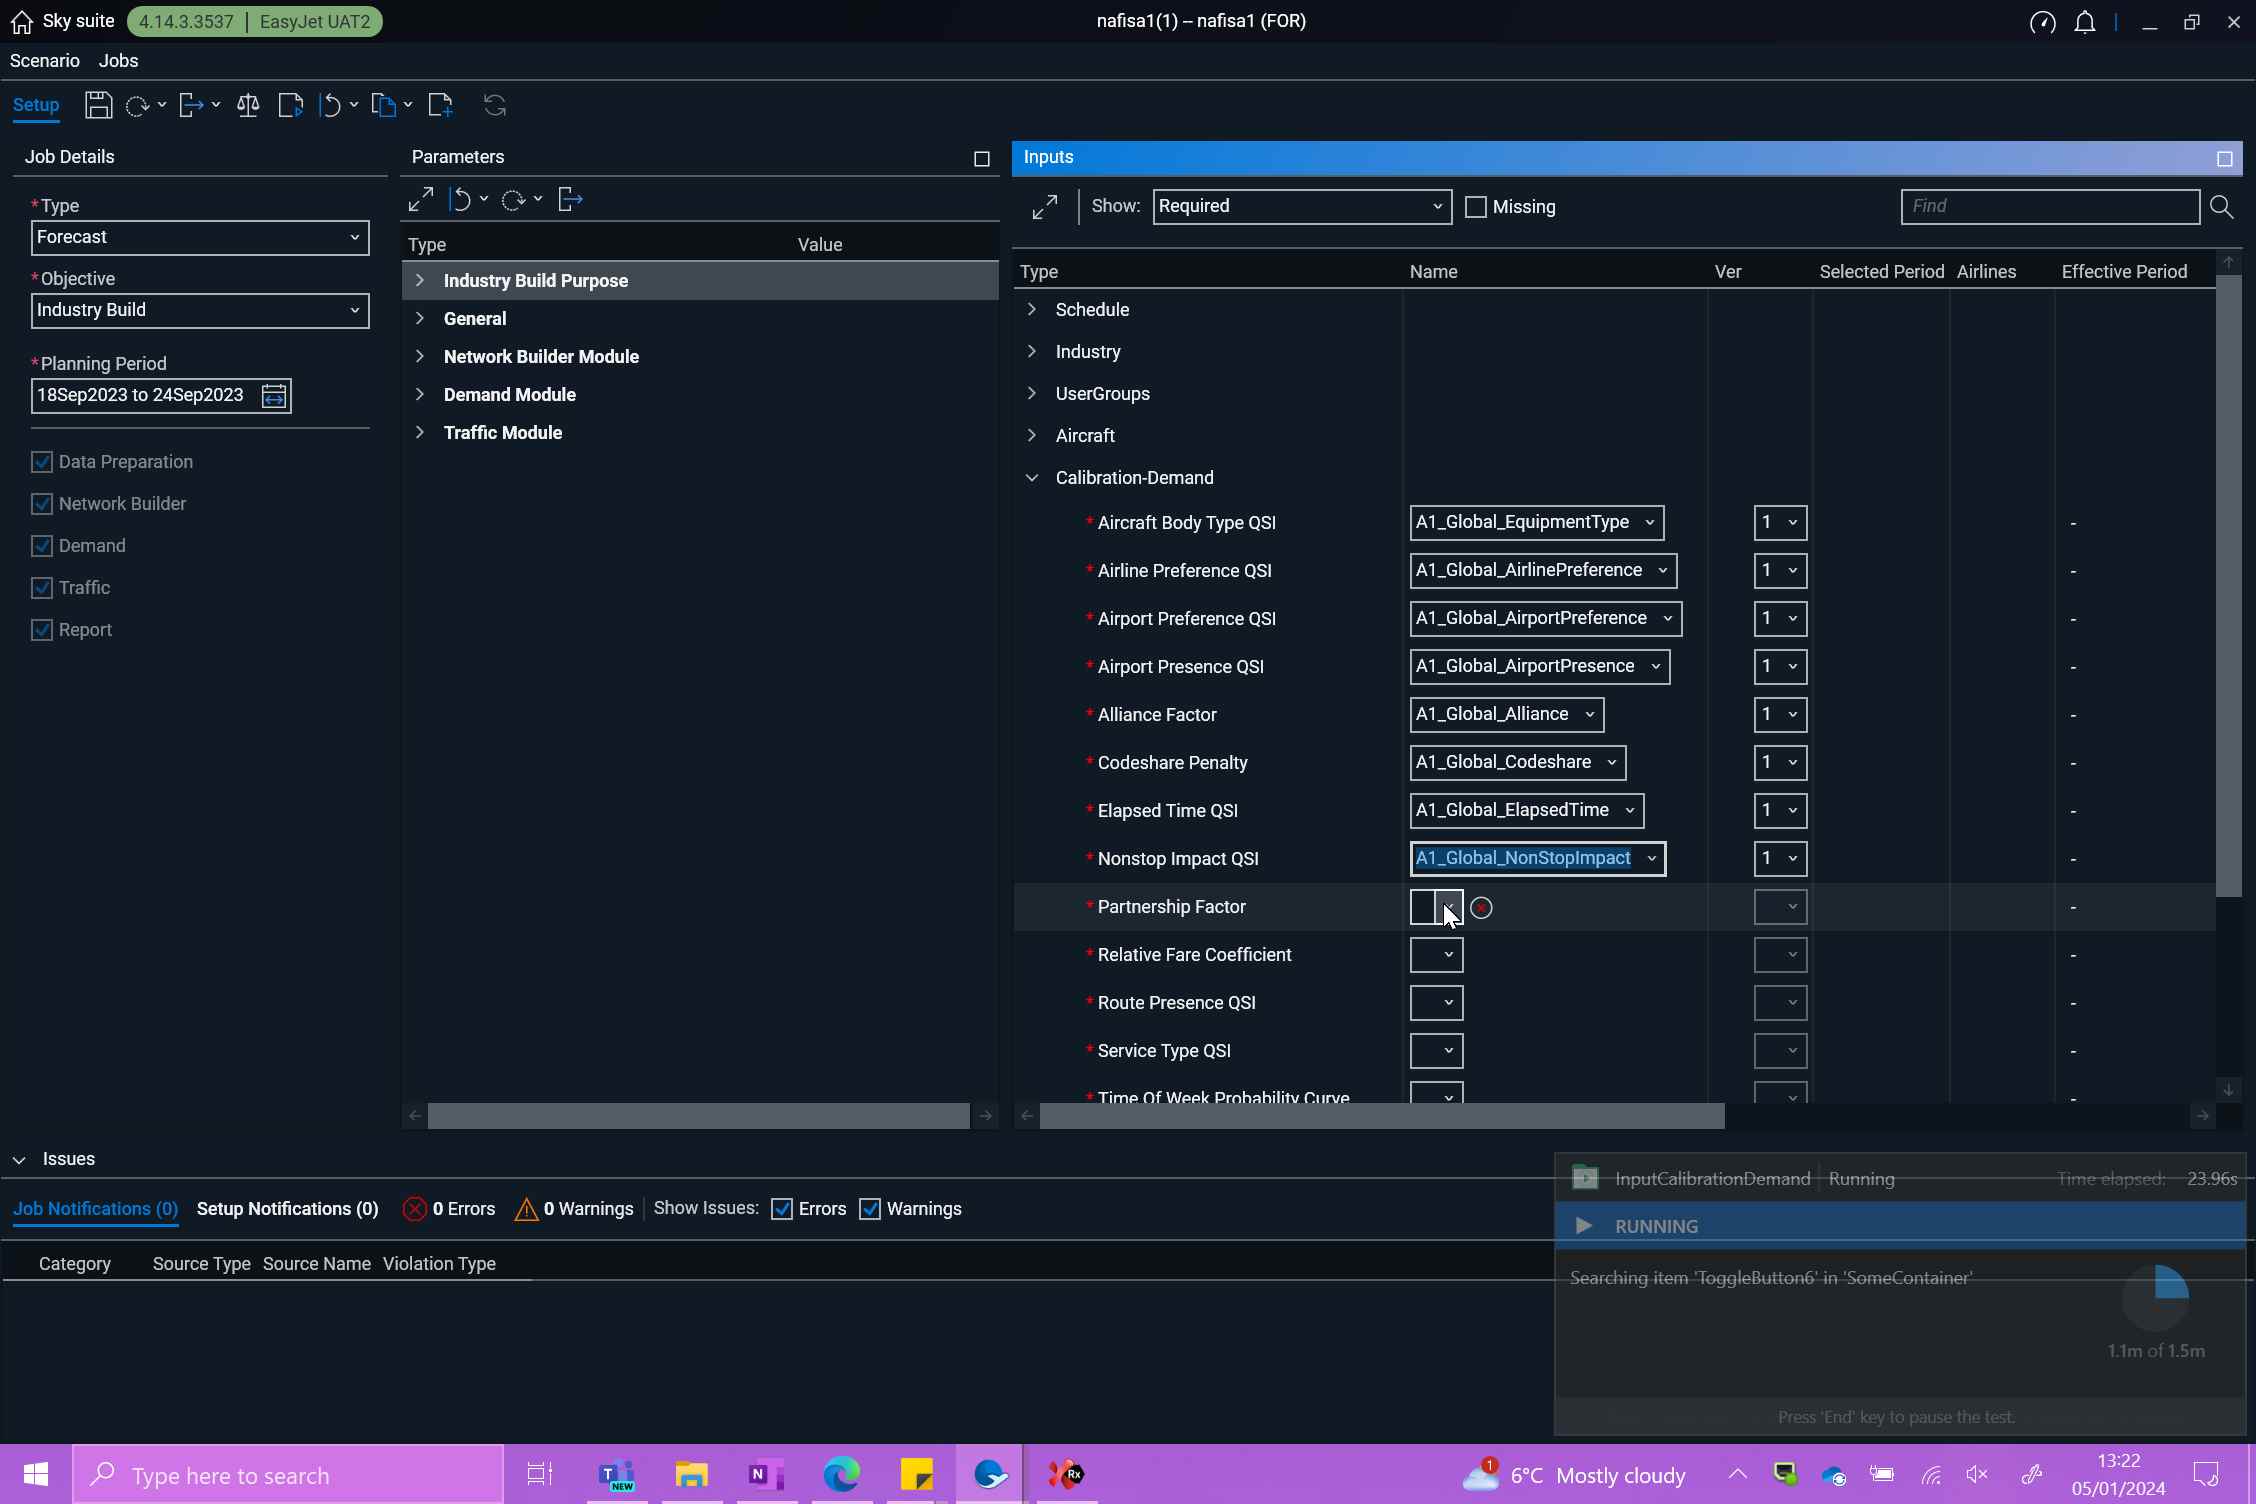 Sky suite 4.14.3.3537 | EasyJet UAT2 nafisa1(1) – nafisa1 (FOR)
Scenario Jobs
Setup
Job Details
*Type
Forecast
*Objective
Industry Build
*Planning Period
18Sep2023 to 24Sep2023
Data Preparation
Network Builder
Demand
Traffic
Report
Parameters
Type Value
Industry Build Purpose
General
Network Builder Module
Demand Module
Traffic Module
Inputs
Show: Required Missing Find
Type Name Ver Selected Period Airlines Effective Period
Schedule
Industry
UserGroups
Aircraft
Calibration-Demand
* Aircraft Body Type QSI A1_Global_EquipmentType 1 -
* Airline Preference QSI A1_Global_AirlinePreference 1 -
* Airport Preference QSI A1_Global_AirportPreference 1 -
* Airport Presence QSI A1_Global_AirportPresence 1 -
* Alliance Factor A1_Global_Alliance 1 -
* Codeshare Penalty A1_Global_Codeshare 1 -
* Elapsed Time QSI A1_Global_ElapsedTime 1 -
* Nonstop Impact QSI A1_Global_NonStopImpact 1 -
* Partnership Factor -
* Relative Fare Coefficient -
* Route Presence QSI -
* Service Type QSI -
* Time Of Week Probability Curve -
Issues
Job Notifications (0) Setup Notifications (0) 0 Errors 0 Warnings Show Issues: Errors Warnings
Category Source Type Source Name Violation Type
InputCalibrationDemand Running Time elapsed: 23.96s
RUNNING
Searching item 'ToggleButton6' in 'SomeContainer'
1.1m of 1.5m
Press 'End' key to pause the test.
Type here to search
T
NEW
N
Rx
1
6°C Mostly cloudy
13:22
05/01/2024